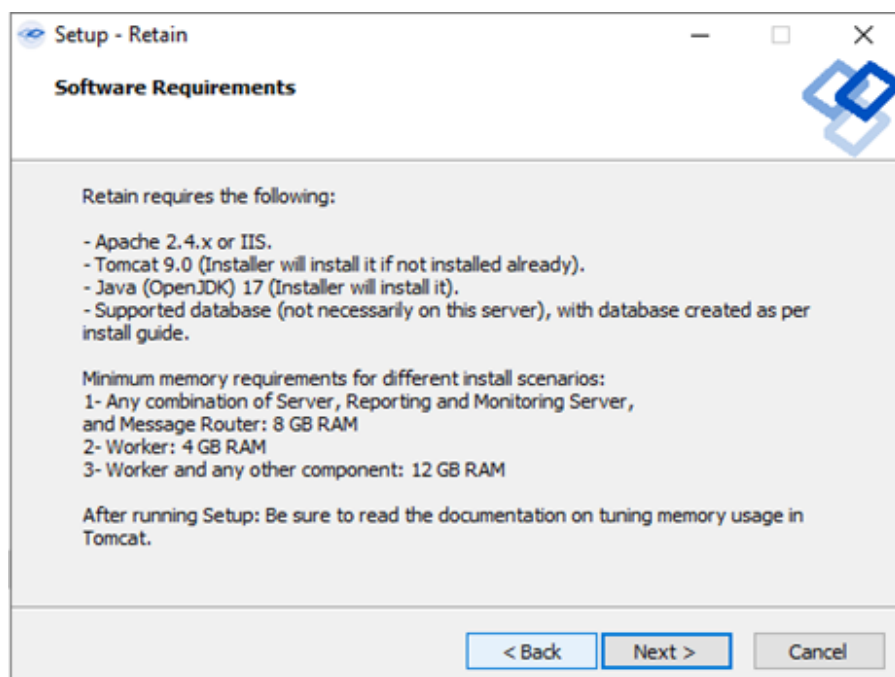 Setup - Retain
Software Requirements
Retain requires the following:
- Apache 2.4.x or IIS.
- Tomcat 9.0 (Installer will install it if not installed already).
- Java (OpenJDK) 17 (Installer will install it).
- Supported database (not necessarily on this server), with database created as per
install guide.
Minimum memory requirements for different install scenarios:
1- Any combination of Server, Reporting and Monitoring Server,
and Message Router: 8 GB RAM
2- Worker: 4 GB RAM
3- Worker and any other component: 12 GB RAM
After running Setup: Be sure to read the documentation on tuning memory usage in
Tomcat.
< Back Next > Cancel